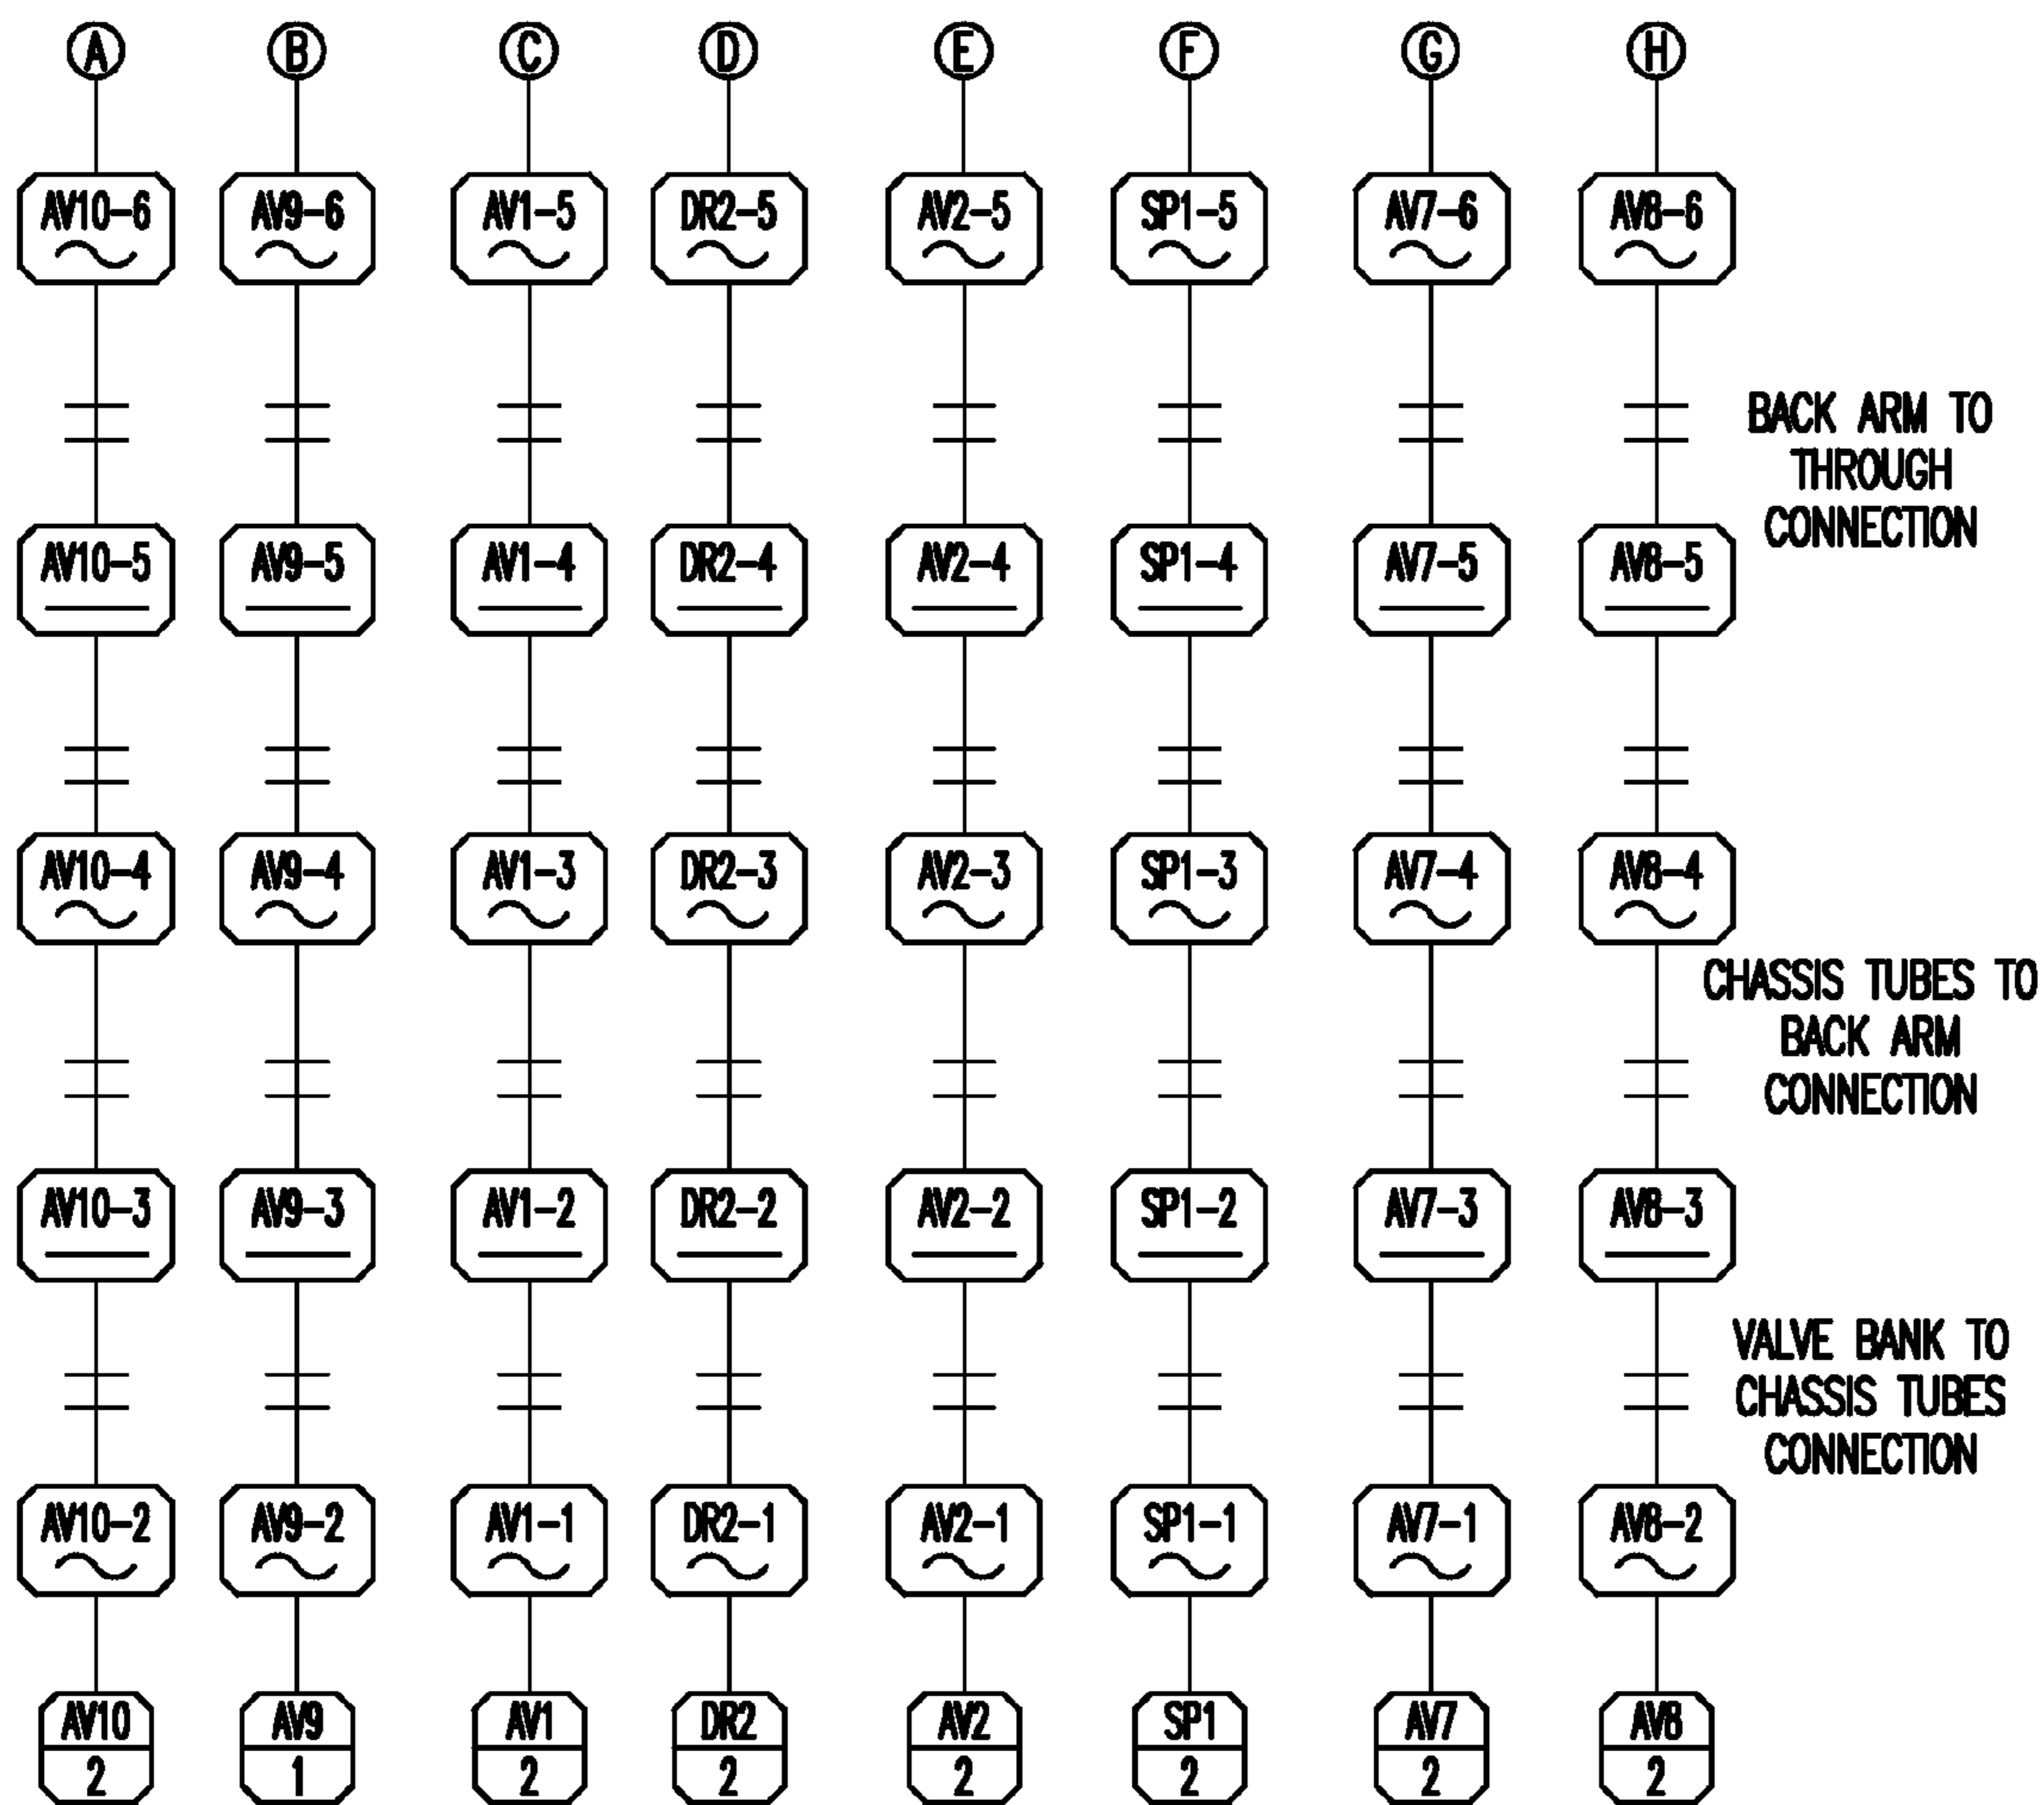 A B C D E F G H
AV10-6 AV9-6 AV1-5 DR2-5 AV2-5 SP1-5 AV7-6 AV8-6
BACK ARM TO
THROUGH
CONNECTION
AV10-5 AV9-5 AV1-4 DR2-4 AV2-4 SP1-4 AV7-5 AV8-5
AV10-4 AV9-4 AV1-3 DR2-3 AV2-3 SP1-3 AV7-4 AV8-4
CHASSIS TUBES TO
BACK ARM
CONNECTION
AV10-3 AV9-3 AV1-2 DR2-2 AV2-2 SP1-2 AV7-3 AV8-3
VALVE BANK TO
CHASSIS TUBES
CONNECTION
AV10-2 AV9-2 AV1-1 DR2-1 AV2-1 SP1-1 AV7-1 AV8-2
AV10 AV9 AV1 DR2 AV2 SP1 AV7 AV8
2 1 2 2 2 2 2 2